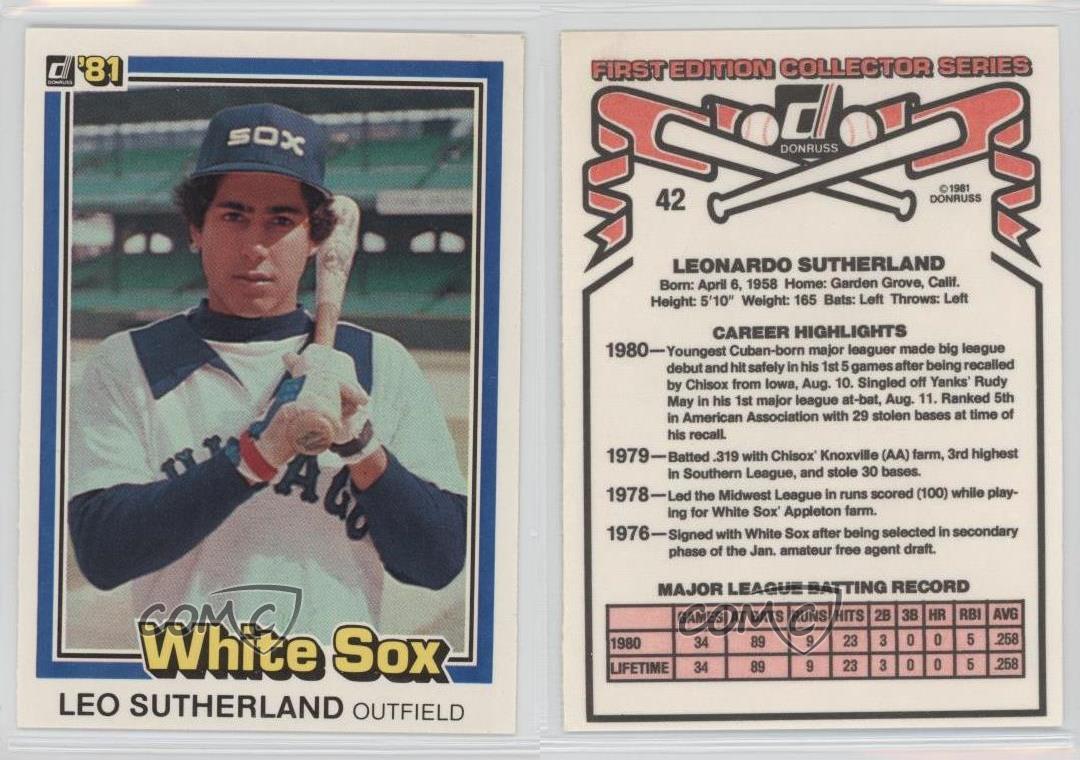 DONRUSS '81
SOX
CHICAGO
COMC
White Sox
LEO SUTHERLAND OUTFIELD
FIRST EDITION COLLECTOR SERIES
DONRUSS
42
©1981
DONRUSS
LEONARDO SUTHERLAND
Born: April 6, 1958 Home: Garden Grove, Calif.
Height: 5'10" Weight: 165 Bats: Left Throws: Left
CAREER HIGHLIGHTS
1980—Youngest Cuban-born major leaguer made big league
debut and hit safely in his 1st 5 games after being recalled
by Chisox from Iowa, Aug. 10. Singled off Yanks' Rudy
May in his 1st major league at-bat, Aug. 11. Ranked 5th
in American Association with 29 stolen bases at time of
his recall.
1979—Batted .319 with Chisox' Knoxville (AA) farm, 3rd highest
in Southern League, and stole 30 bases.
1978—Led the Midwest League in runs scored (100) while play-
ing for White Sox' Appleton farm.
1976—Signed with White Sox after being selected in secondary
phase of the Jan. amateur free agent draft.
MAJOR LEAGUE BATTING RECORD
COMC
GAMES AT BATS RUNS HITS 2B 3B HR RBI AVG
1980 34 89 9 23 3 0 0 5 .258
LIFETIME 34 89 9 23 3 0 0 5 .258